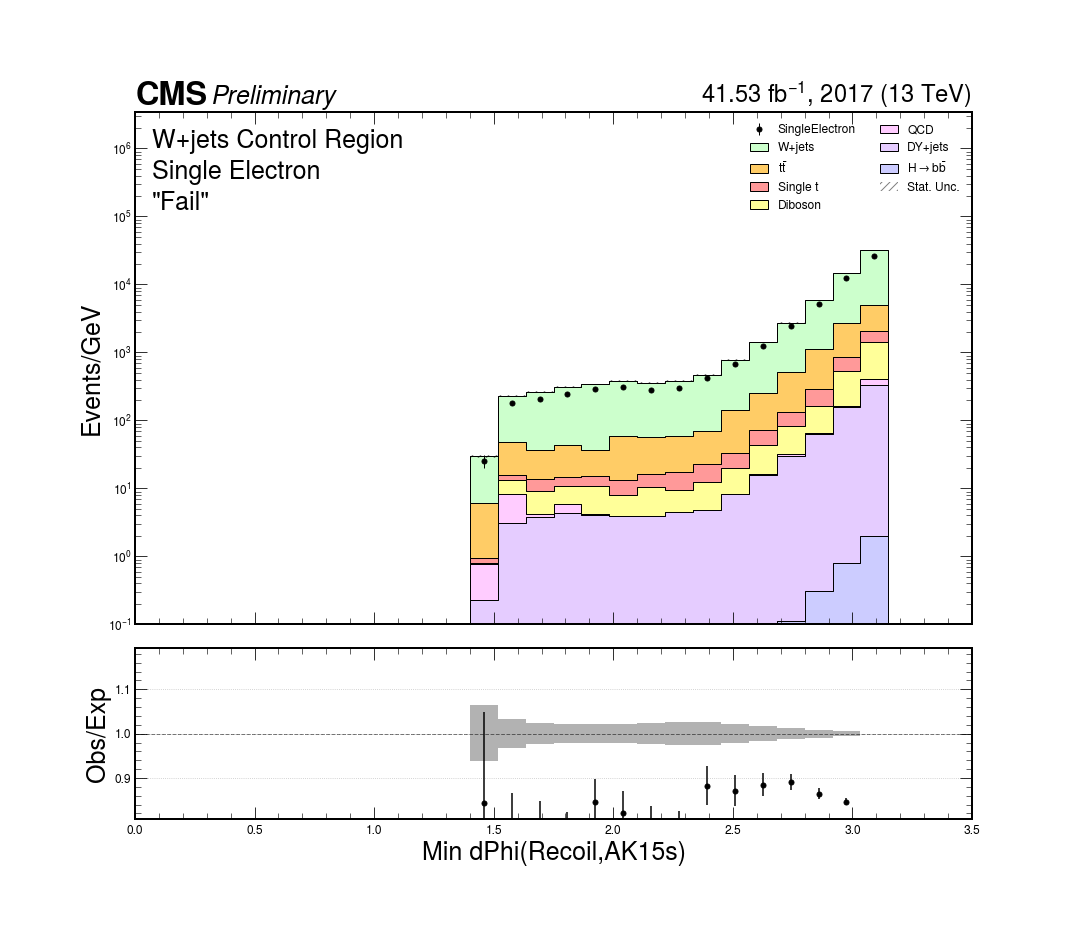 CMS Preliminary
41.53 fb⁻¹, 2017 (13 TeV)
W+jets Control Region
Single Electron
"Fail"
SingleElectron
W+jets
tt̄
Single t
Diboson
QCD
DY+jets
H→bb̄
Stat. Unc.
Events/GeV
10⁶
10⁵
10⁴
10³
10²
10¹
10⁰
10⁻¹
Obs/Exp
1.1
1.0
0.9
0.0 0.5 1.0 1.5 2.0 2.5 3.0 3.5
Min dPhi(Recoil,AK15s)